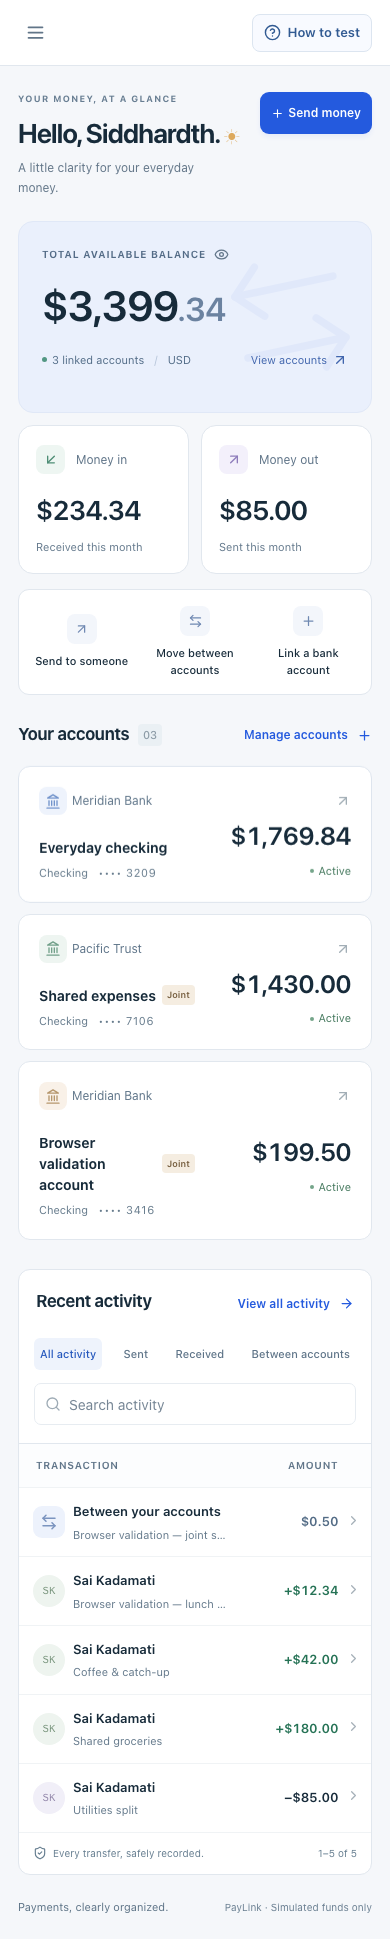 How to test
YOUR MONEY, AT A GLANCE
Hello, Siddhardth.
+ Send money
A little clarity for your everyday
money.
TOTAL AVAILABLE BALANCE
$3,399.34
3 linked accounts / USD
View accounts
Money in
$234.34
Received this month
Money out
$85.00
Sent this month
Send to someone
Move between
accounts
Link a bank
account
Your accounts 03
Manage accounts +
Meridian Bank
Everyday checking
$1,769.84
Checking •••• 3209
Active
Pacific Trust
Shared expenses Joint
$1,430.00
Checking •••• 7106
Active
Meridian Bank
Browser
validation
account
Joint
$199.50
Checking •••• 3416
Active
Recent activity
View all activity
All activity Sent Received Between accounts
Search activity
TRANSACTION AMOUNT
Between your accounts
Browser validation — joint s...
$0.50
SK
Sai Kadamati
Browser validation — lunch ...
+$12.34
SK
Sai Kadamati
Coffee & catch-up
+$42.00
SK
Sai Kadamati
Shared groceries
+$180.00
SK
Sai Kadamati
Utilities split
−$85.00
Every transfer, safely recorded. 1–5 of 5
Payments, clearly organized. PayLink · Simulated funds only